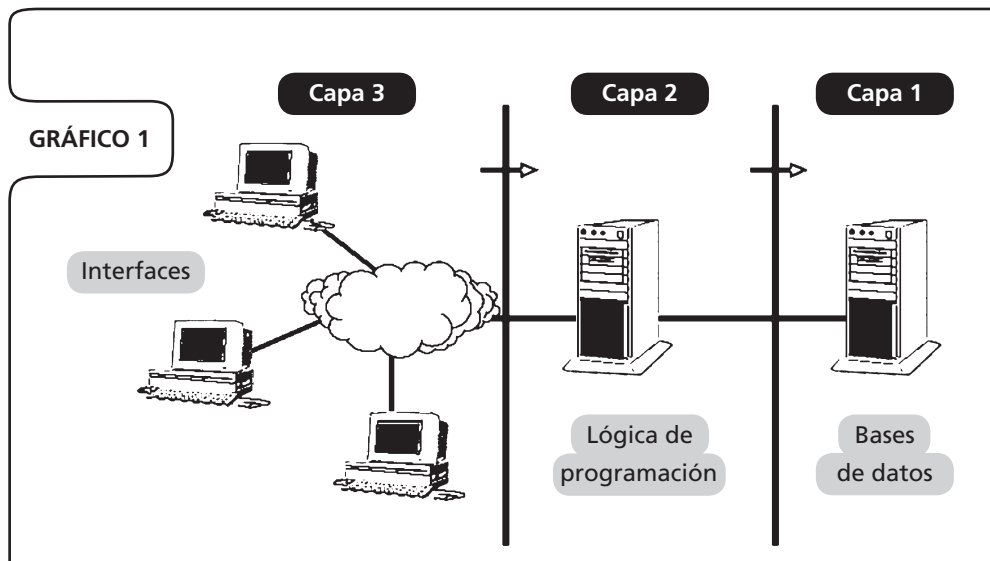 Capa 3
Capa 2
Capa 1
GRÁFICO 1
Interfaces
Lógica de
programación
Bases
de datos